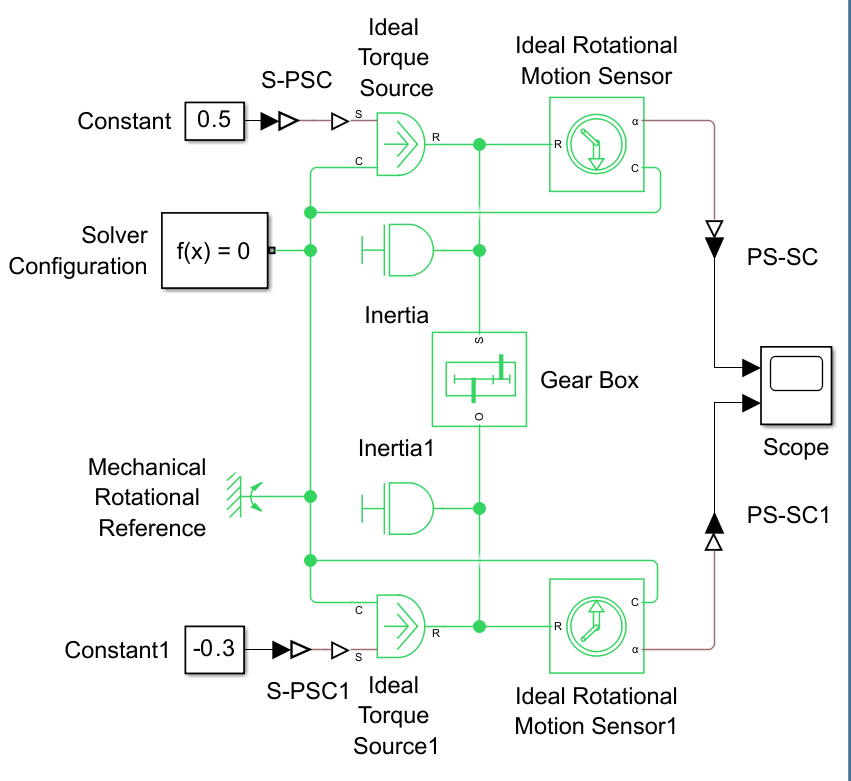 Ideal
Torque
Source
Ideal Rotational
Motion Sensor
S-PSC
Constant
0.5
S
C
R
R
α
C
Solver
Configuration
f(x) = 0
PS-SC
Inertia
S
O
Gear Box
Scope
Inertia1
Mechanical
Rotational
Reference
PS-SC1
C
S
R
R
C
α
Constant1
-0.3
S-PSC1
Ideal
Torque
Source1
Ideal Rotational
Motion Sensor1